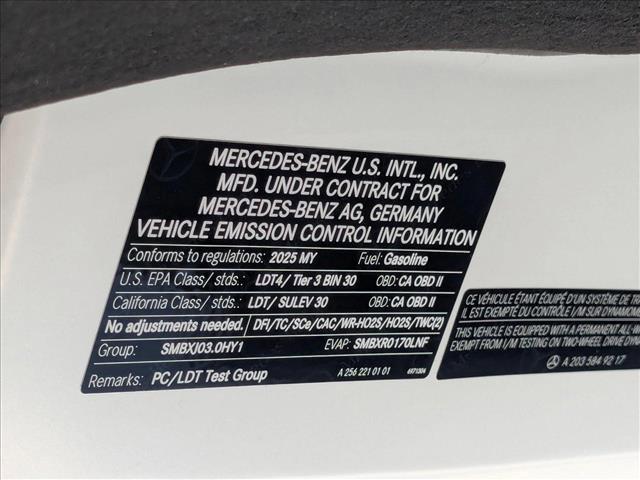 MERCEDES-BENZ U.S. INTL., INC.
MFD. UNDER CONTRACT FOR
MERCEDES-BENZ AG, GERMANY
VEHICLE EMISSION CONTROL INFORMATION
Conforms to regulations: 2025 MY Fuel: Gasoline
U.S. EPA Class/ stds.: LDT4/ Tier 3 BIN 30 OBD: CA OBD II
California Class/ stds.: LDT/ SULEV 30 OBD: CA OBD II
No adjustments needed. DFI/TC/SCe/CAC/WR-HO2S/HO2S/TWC(2)
Group: SMBXJ03.0HY1 EVAP: SMBXR0170LNF
Remarks: PC/LDT Test Group A 256 221 01 01
CE VÉHICULE ÉTANT ÉQUIPÉ D'UN SYSTÈME DE
IL EST EXEMPTÉ DU CONTRÔLE I/M SUR DYNAMO
THIS VEHICLE IS EQUIPPED WITH A PERMANENT ALL
EXEMPT FROM I/M TESTING ON TWO-WHEEL DRIVE DYNAM
A 203 584 92 17